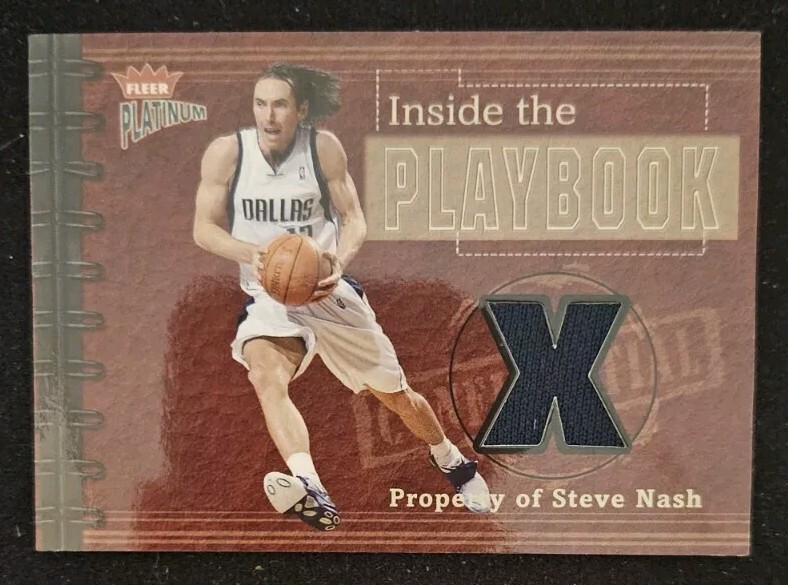 FLEER
PLATINUM
Inside the
PLAYBOOK
DALLAS
X
Property of Steve Nash